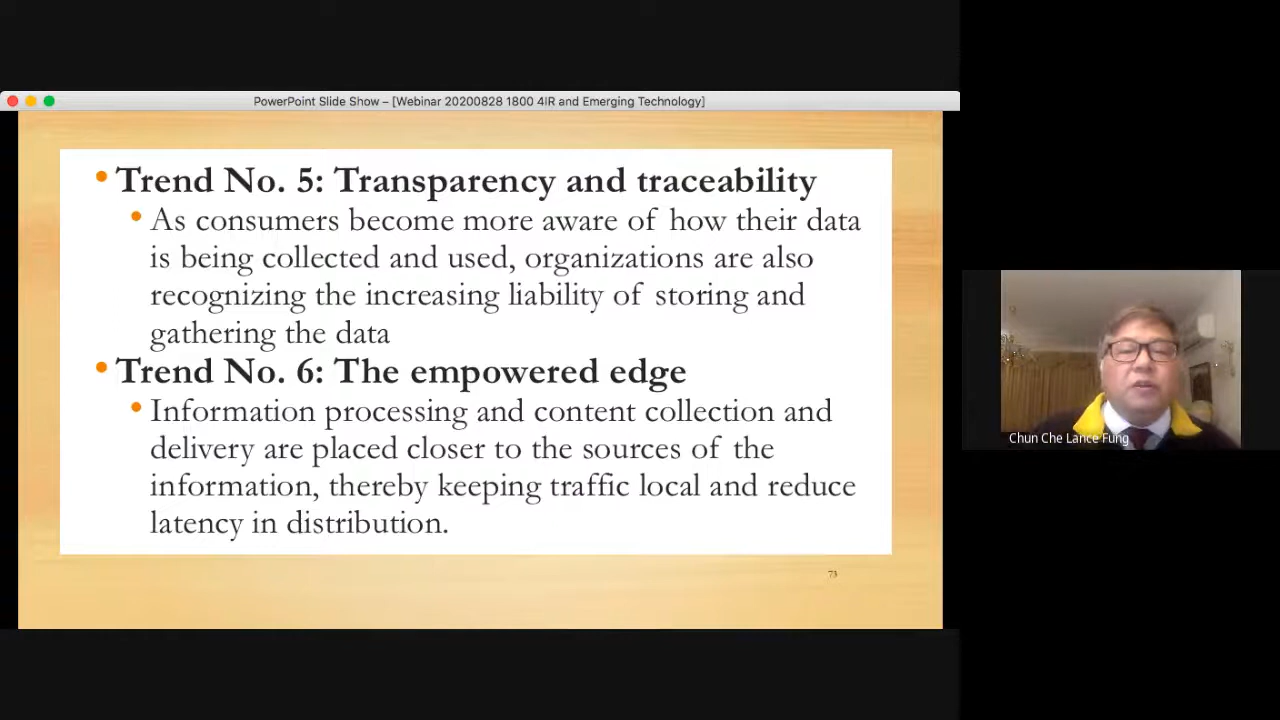 PowerPoint Slide Show – [Webinar 20200828 1800 4IR and Emerging Technology]
• Trend No. 5: Transparency and traceability
• As consumers become more aware of how their data
is being collected and used, organizations are also
recognizing the increasing liability of storing and
gathering the data
• Trend No. 6: The empowered edge
• Information processing and content collection and
delivery are placed closer to the sources of the
information, thereby keeping traffic local and reduce
latency in distribution.
73
Chun Che Lance Fung